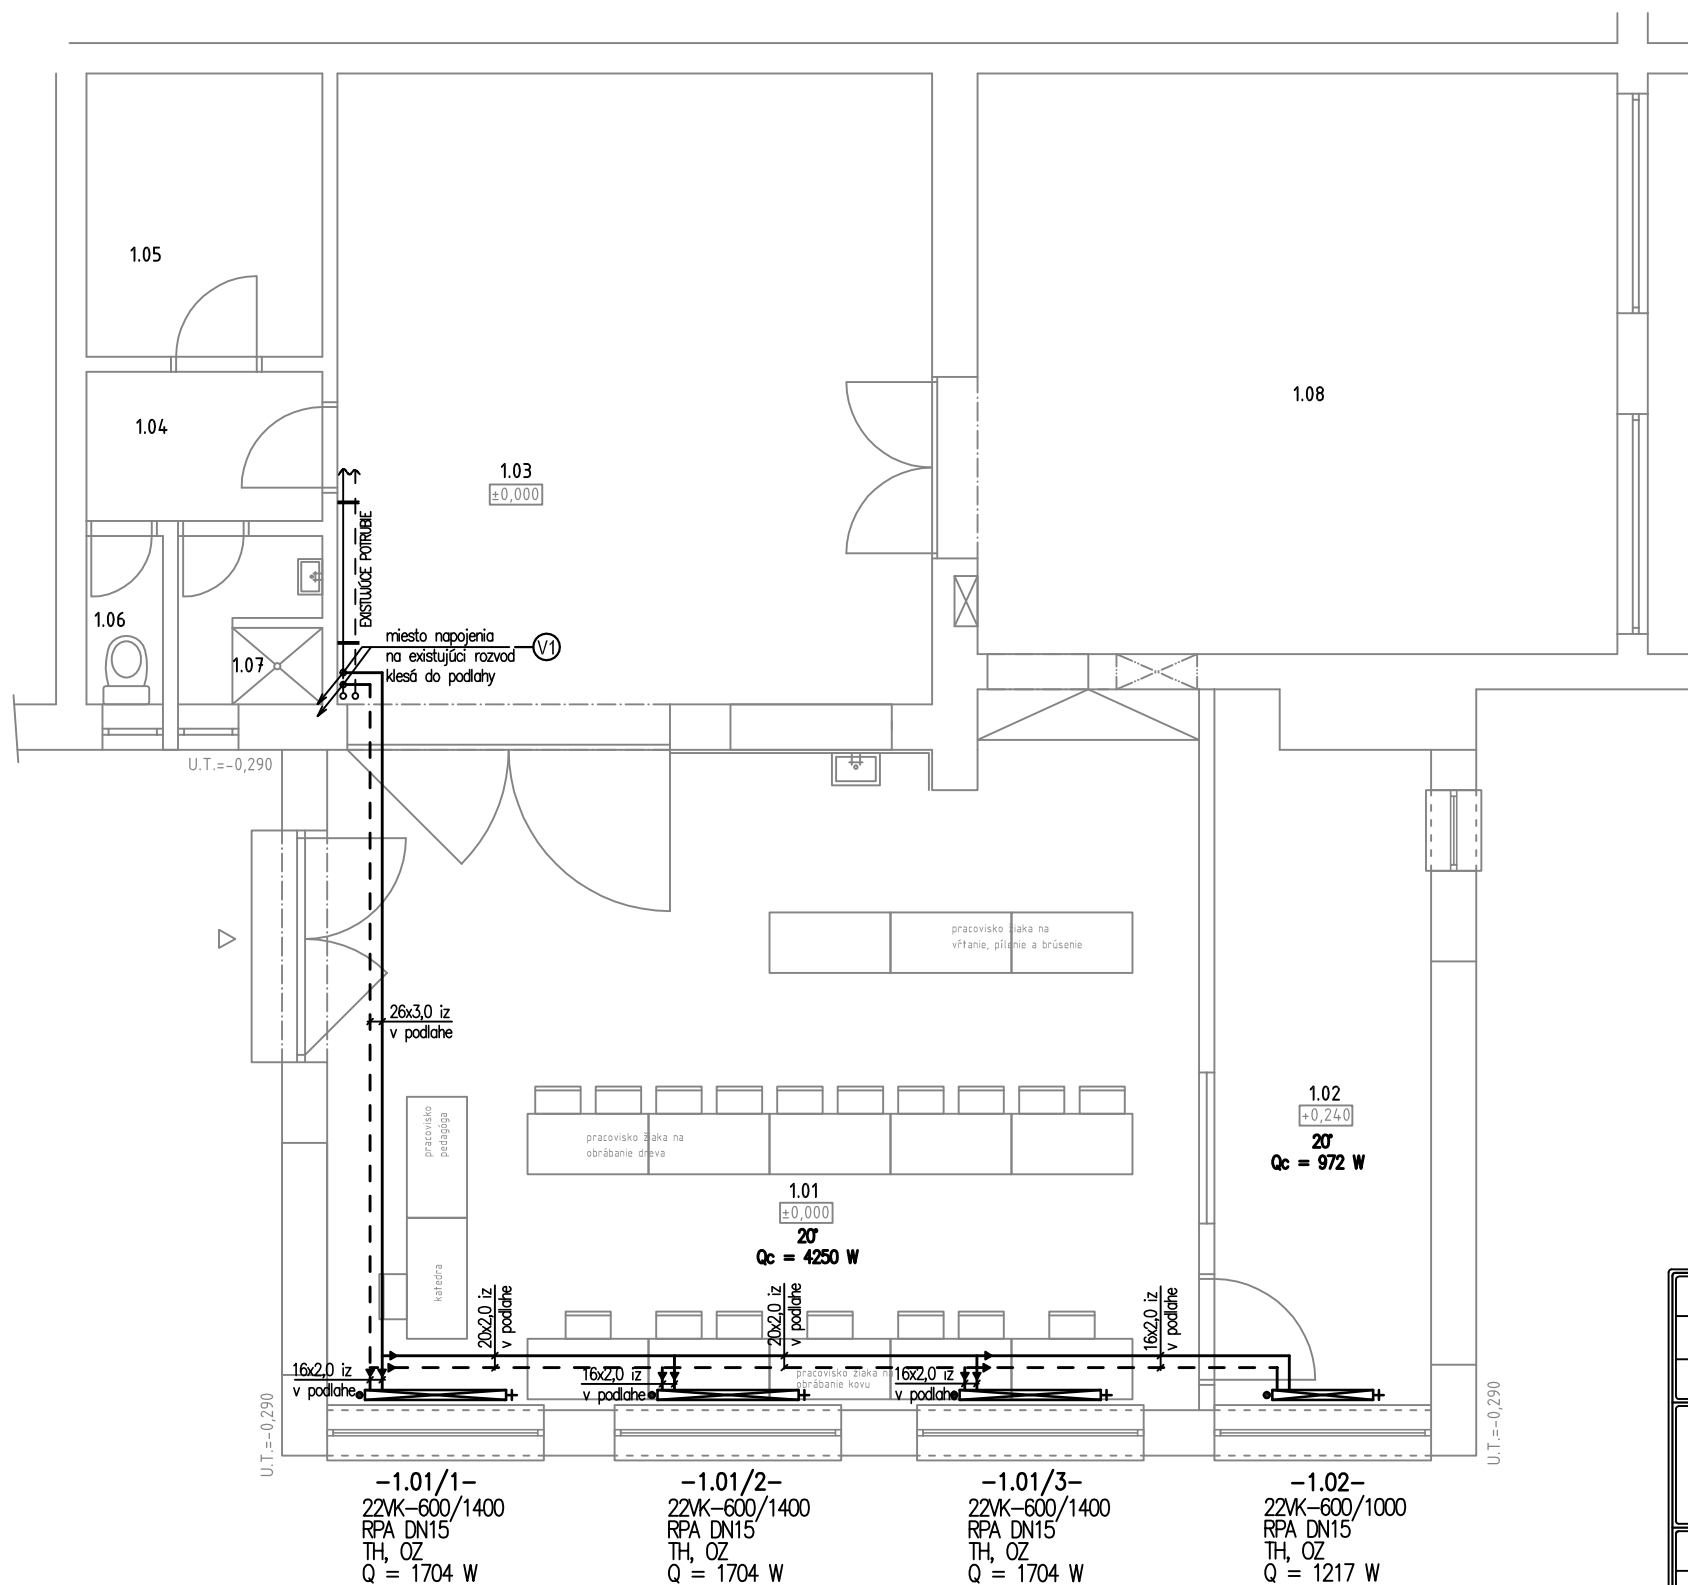 1.05
1.04
1.03
±0,000
1.08
EXISTUJÚCE POTRUBIE
1.06
1.07
miesto napojenia
na existujúci rozvod
klesá do podlahy
V1
U.T.=-0,290
pracovisko žiaka na
vŕtanie, pílenie a brúsenie
26x3,0 iz
v podlahe
pracovisko
pedagóga
pracovisko žiaka na
obrábanie dreva
1.02
+0,240
20°
Qc = 972 W
1.01
±0,000
20°
Qc = 4250 W
katedra
20x2,0 iz
v podlahe
20x2,0 iz
v podlahe
16x2,0 iz
v podlahe
16x2,0 iz
v podlahe
16x2,0 iz
v podlahe
pracovisko žiaka na
obrábanie kovu
16x2,0 iz
v podlahe
U.T.=-0,290
U.T.=-0,290
-1.01/1-
22VK-600/1400
RPA DN15
TH, OZ
Q = 1704 W
-1.01/2-
22VK-600/1400
RPA DN15
TH, OZ
Q = 1704 W
-1.01/3-
22VK-600/1400
RPA DN15
TH, OZ
Q = 1704 W
-1.02-
22VK-600/1000
RPA DN15
TH, OZ
Q = 1217 W